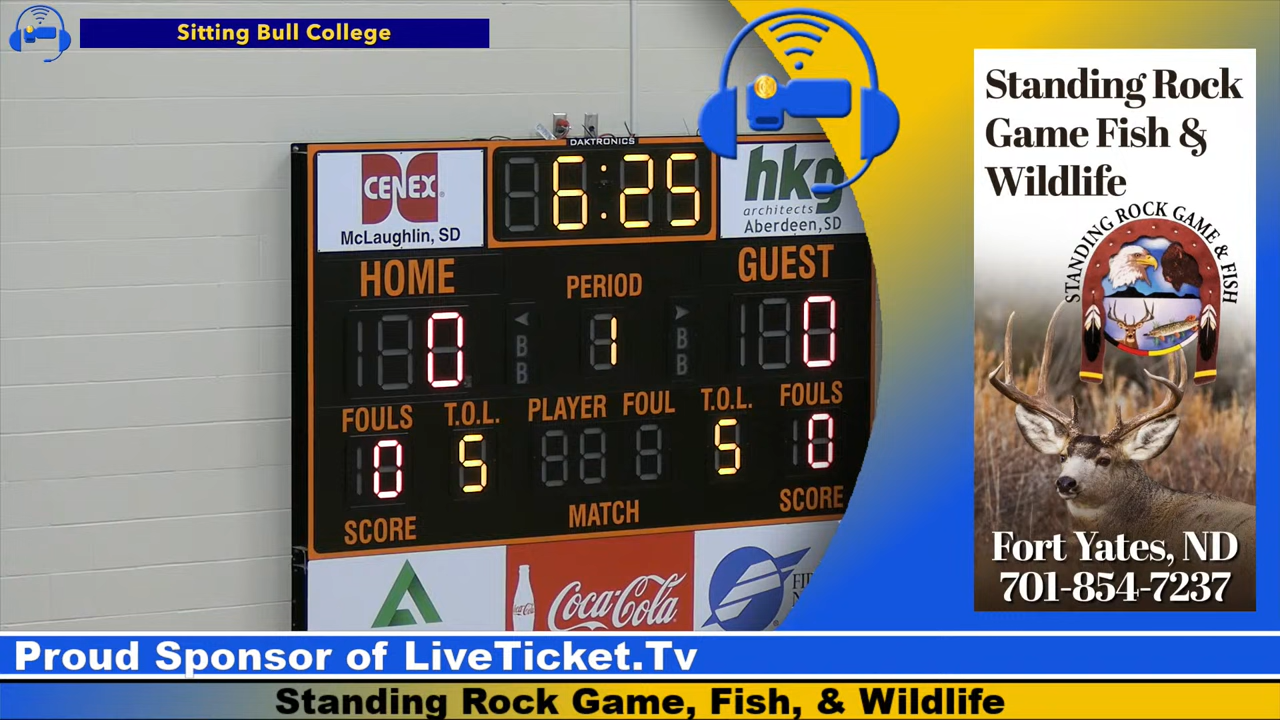 Sitting Bull College
DAKTRONICS
CENEX
McLaughlin, SD
6:25
hkg
architects
Aberdeen, SD
HOME
PERIOD
GUEST
0
1
0
B
B
B
B
FOULS
T.O.L.
PLAYER FOUL
T.O.L.
FOULS
0
5
5
0
SCORE
MATCH
SCORE
Coca-Cola
Standing Rock
Game Fish &
Wildlife
STANDING ROCK GAME & FISH
Fort Yates, ND
701-854-7237
Proud Sponsor of LiveTicket.Tv
Standing Rock Game, Fish, & Wildlife